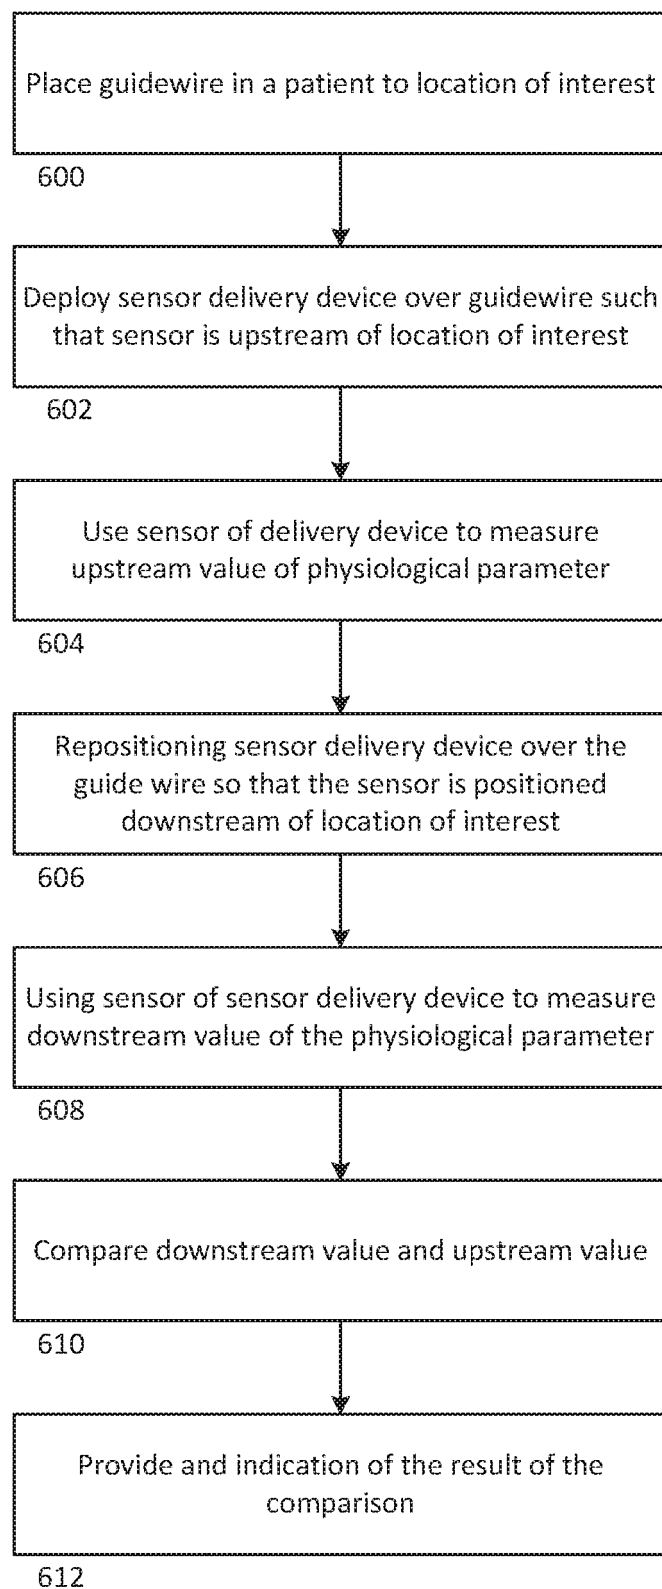 Place guidewire in a patient to location of interest
600
Deploy sensor delivery device over guidewire such
that sensor is upstream of location of interest
602
Use sensor of delivery device to measure
upstream value of physiological parameter
604
Repositioning sensor delivery device over the
guide wire so that the sensor is positioned
downstream of location of interest
606
Using sensor of sensor delivery device to measure
downstream value of the physiological parameter
608
Compare downstream value and upstream value
610
Provide and indication of the result of the
comparison
612